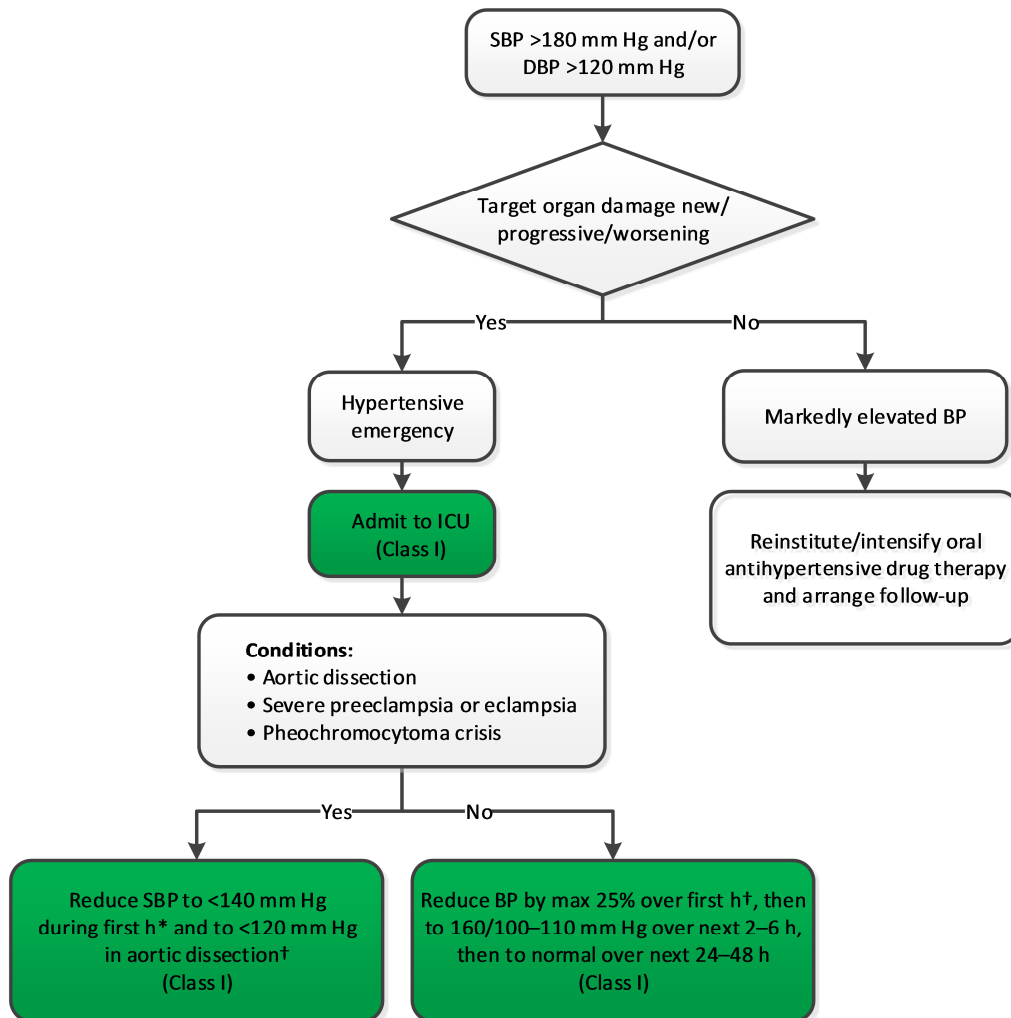 SBP >180 mm Hg and/or
DBP >120 mm Hg
Target organ damage new/
progressive/worsening
Yes
No
Hypertensive
emergency
Markedly elevated BP
Admit to ICU
(Class I)
Reinstitute/intensify oral
antihypertensive drug therapy
and arrange follow-up
Conditions:
• Aortic dissection
• Severe preeclampsia or eclampsia
• Pheochromocytoma crisis
Yes
No
Reduce SBP to <140 mm Hg
during first h* and to <120 mm Hg
in aortic dissection†
(Class I)
Reduce BP by max 25% over first h†, then
to 160/100–110 mm Hg over next 2–6 h,
then to normal over next 24–48 h
(Class I)